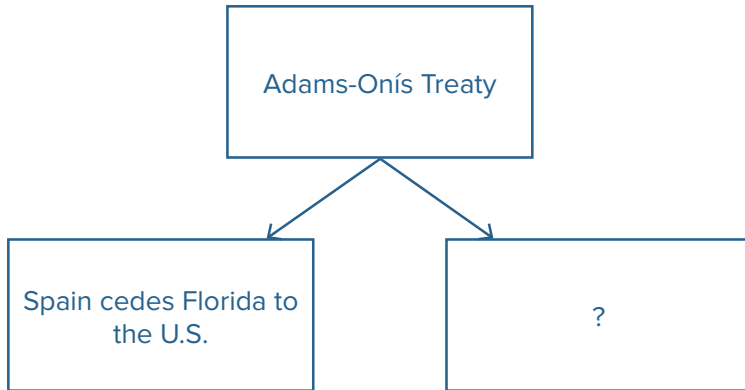 Adams-Onís Treaty
Spain cedes Florida to
the U.S.
?